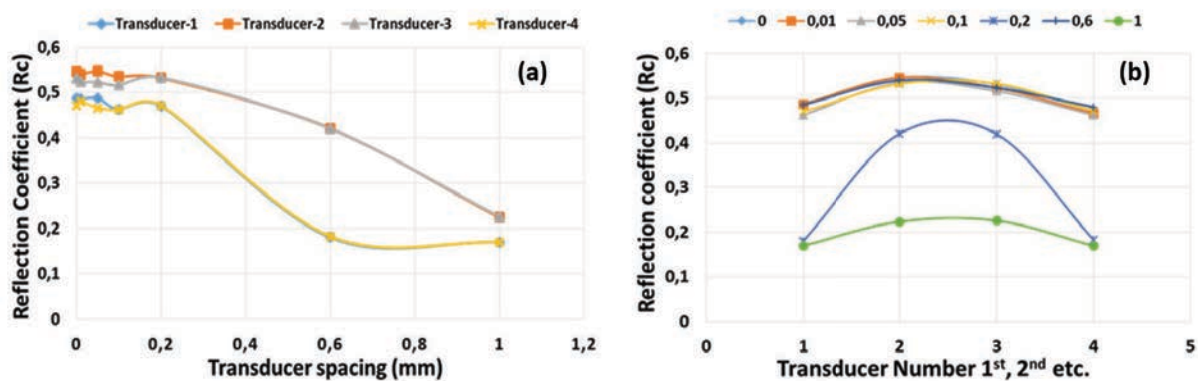 Transducer-1 Transducer-2 Transducer-3 Transducer-4
Reflection Coefficient (Rc)
0,6
0,5
0,4
0,3
0,2
0,1
0
(a)
0 0,2 0,4 0,6 0,8 1 1,2
Transducer spacing (mm)
0 0,01 0,05 0,1 0,2 0,6 1
Reflection coefficient (Rc)
0,6
0,5
0,4
0,3
0,2
0,1
0
(b)
0 1 2 3 4 5
Transducer Number 1st, 2nd etc.